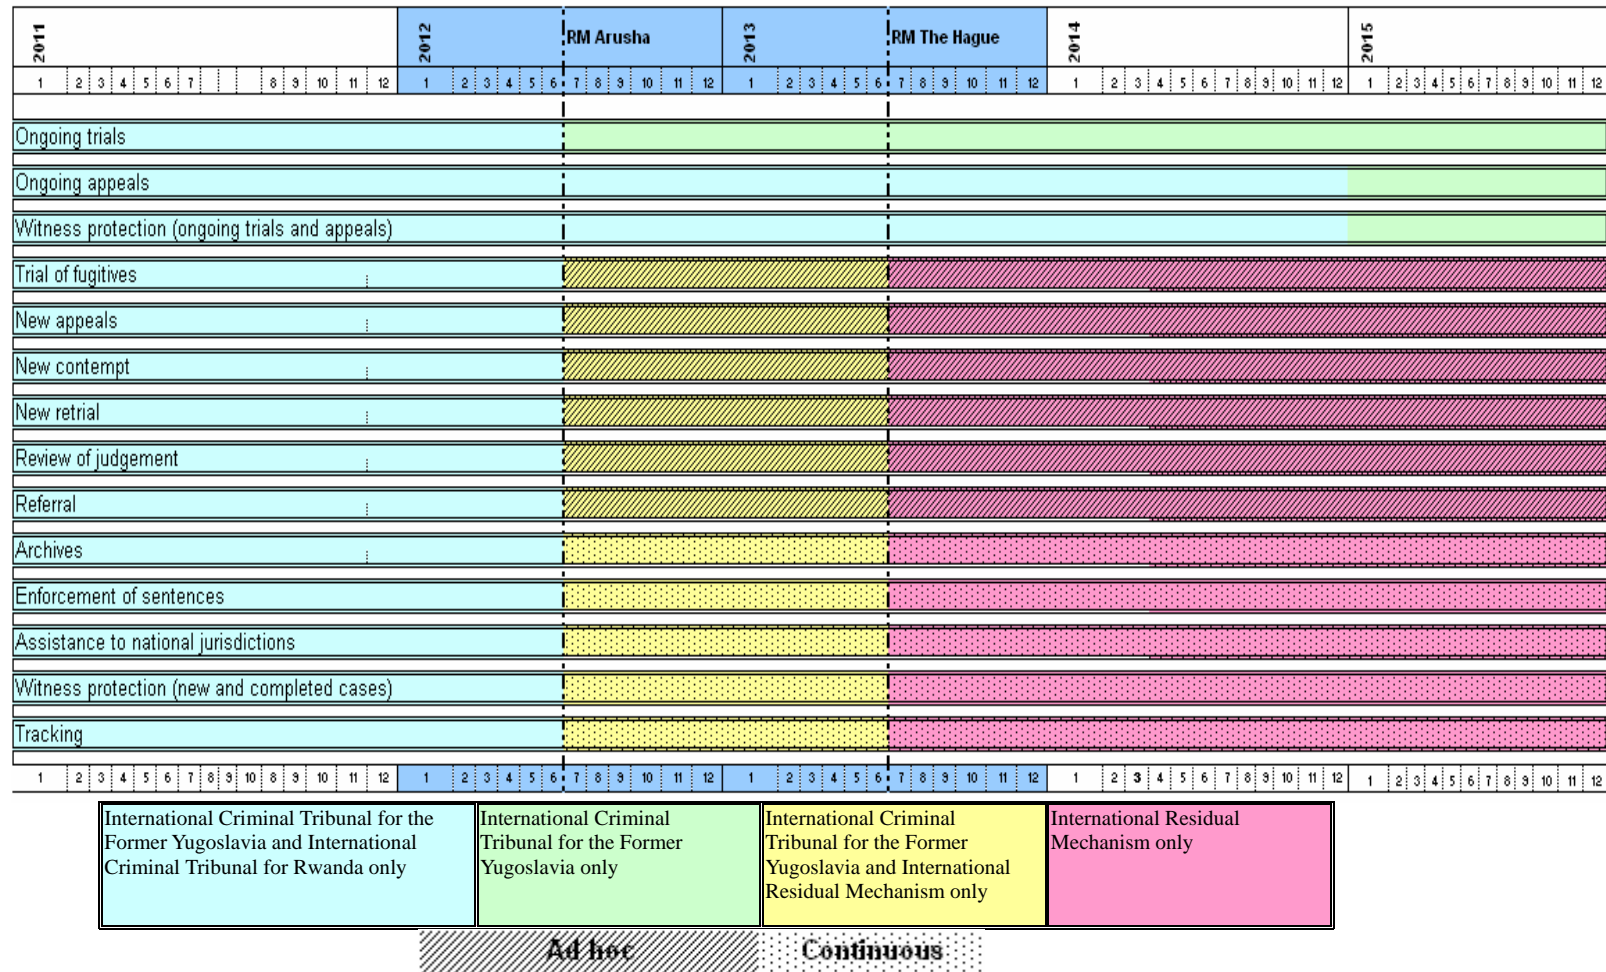 2011 2012 RM Arusha 2013 RM The Hague 2014 2015
1 2 3 4 5 6 7 8 9 10 11 12 1 2 3 4 5 6 7 8 9 10 11 12 1 2 3 4 5 6 7 8 9 10 11 12 1 2 3 4 5 6 7 8 9 10 11 12 1 2 3 4 5 6 7 8 9 10 11 12
Ongoing trials
Ongoing appeals
Witness protection (ongoing trials and appeals)
Trial of fugitives
New appeals
New contempt
New retrial
Review of judgement
Referral
Archives
Enforcement of sentences
Assistance to national jurisdictions
Witness protection (new and completed cases)
Tracking
1 2 3 4 5 6 7 8 9 10 10 11 12 1 2 3 4 5 6 7 8 9 10 11 12 1 2 3 4 5 6 7 8 9 10 11 12 1 2 3 4 5 6 7 8 9 10 11 12 1 2 3 4 5 6 7 8 9 10 11 12
International Criminal Tribunal for the
Former Yugoslavia and International
Criminal Tribunal for Rwanda only
International Criminal
Tribunal for the Former
Yugoslavia only
International Criminal
Tribunal for the Former
Yugoslavia and International
Residual Mechanism only
International Residual
Mechanism only
Ad hoc Continuous